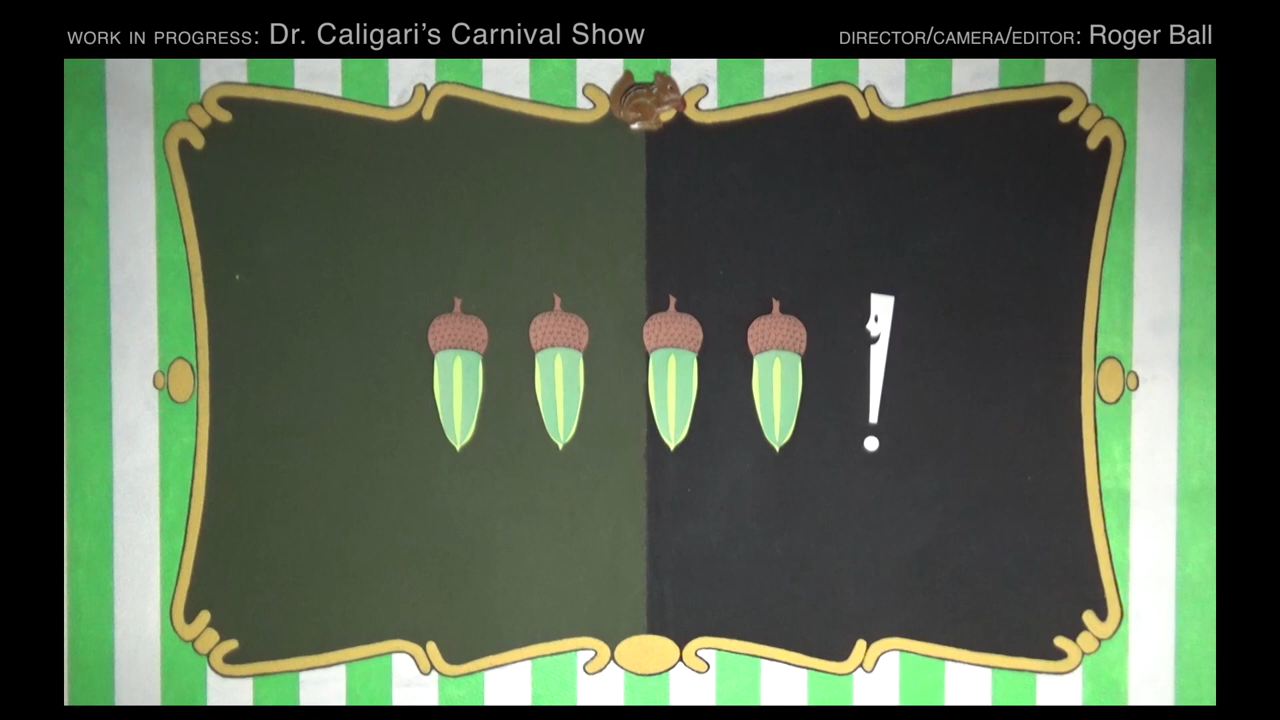 WORK IN PROGRESS: Dr. Caligari's Carnival Show
DIRECTOR/CAMERA/EDITOR: Roger Ball
!